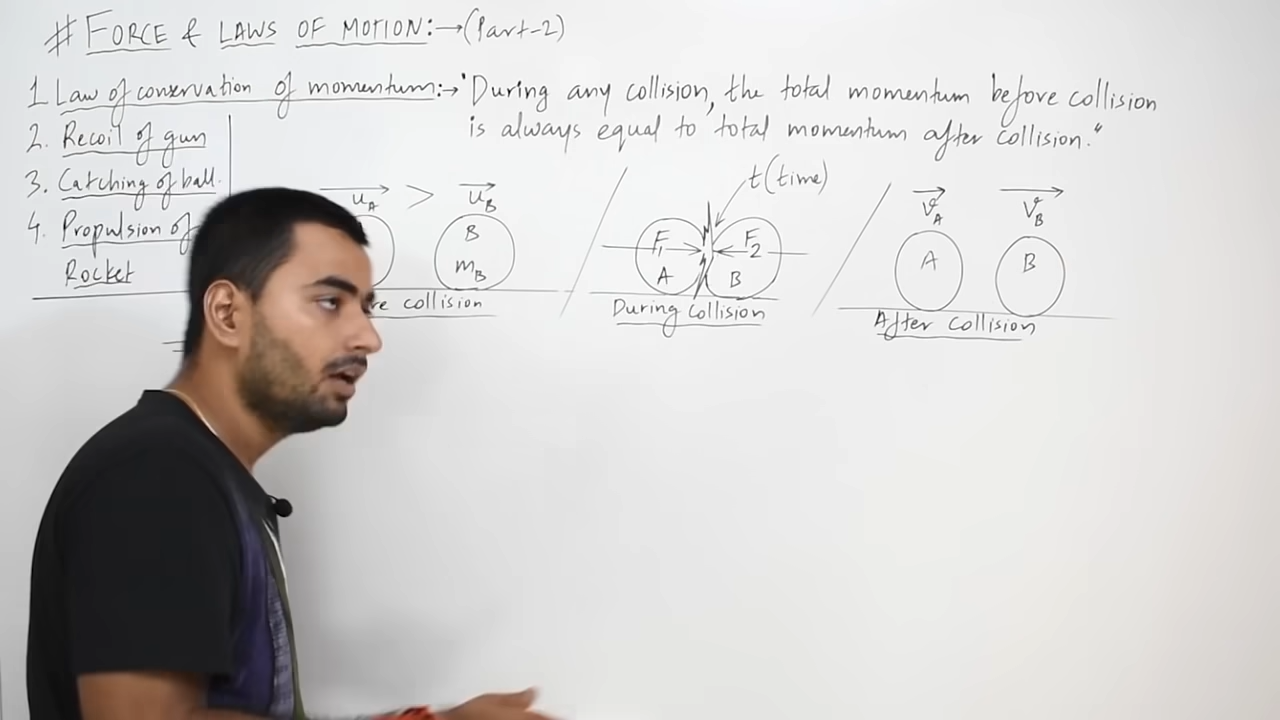 # FORCE & LAWS OF MOTION:→(Part-2)
1. Law of conservation of momentum:→"During any collision, the total momentum before collision
is always equal to total momentum after collision."
2. Recoil of gun
3. Catching of ball.
4. Propulsion of
Rocket
u_A > u_B
B
m_B
collision
t(time)
F₁ F₂
A B
During collision
v_A v_B
A B
After collision